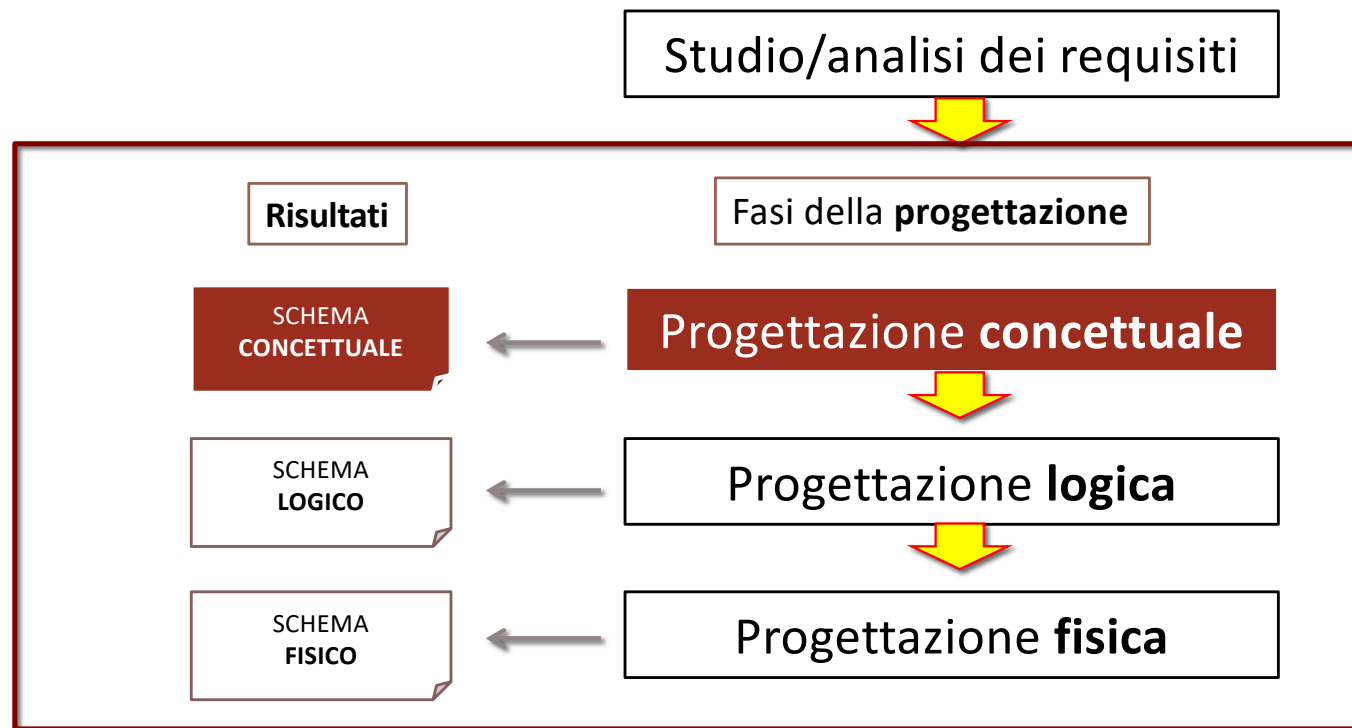 Studio/analisi dei requisiti
Risultati
Fasi della progettazione
SCHEMA
CONCETTUALE
Progettazione concettuale
SCHEMA
LOGICO
Progettazione logica
SCHEMA
FISICO
Progettazione fisica